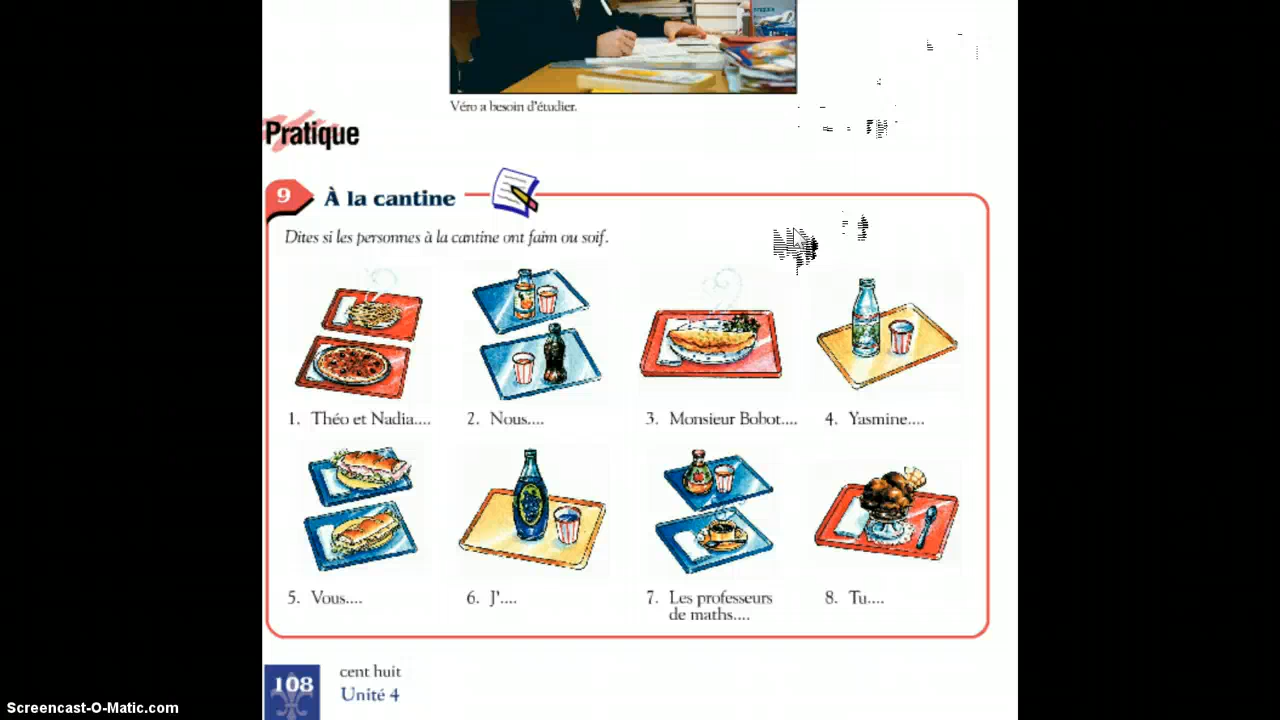 Véro a besoin d'étudier.
Pratique
9 À la cantine
Dites si les personnes à la cantine ont faim ou soif.
1. Théo et Nadia....
2. Nous....
3. Monsieur Bobot....
4. Yasmine....
5. Vous....
6. J'....
7. Les professeurs
de maths....
8. Tu....
108
cent huit
Unité 4
Screencast-O-Matic.com